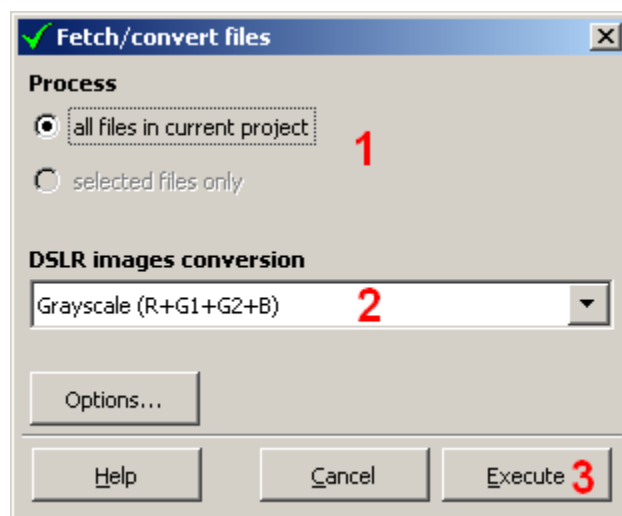 Fetch/convert files
Process
all files in current project
1
selected files only
DSLR images conversion
Grayscale (R+G1+G2+B)
2
Options...
Help
Cancel
Execute
3